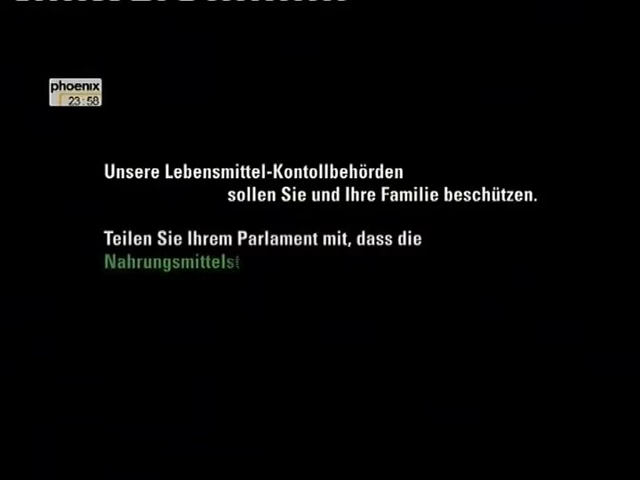 phoenix
23:58
Unsere Lebensmittel-Kontollbehörden
sollen Sie und Ihre Familie beschützen.
Teilen Sie Ihrem Parlament mit, dass die
Nahrungsmittels